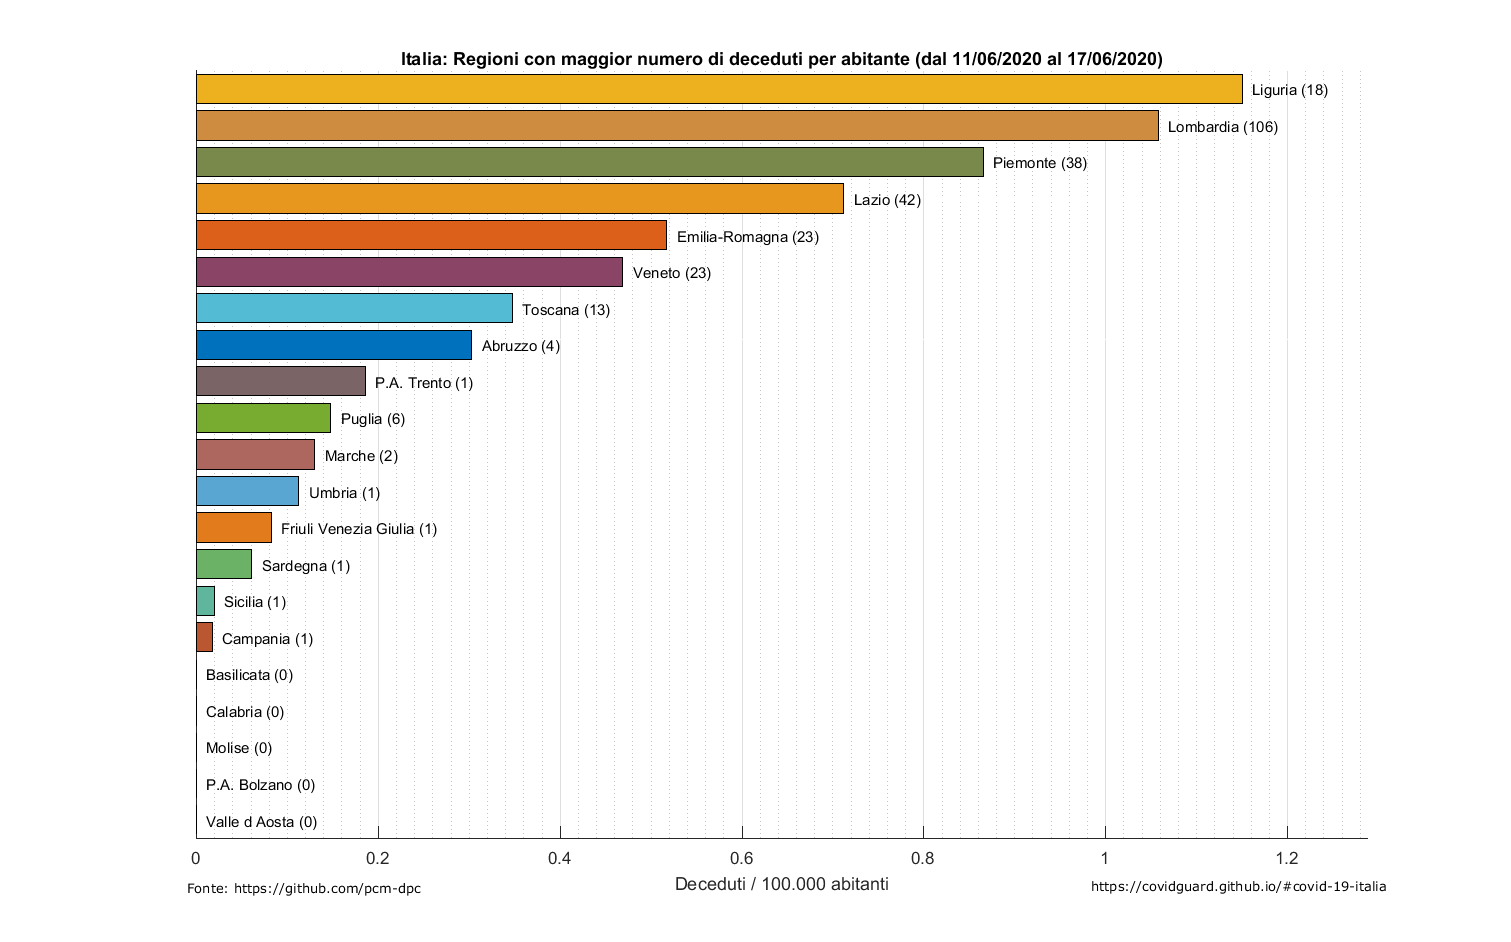 Italia: Regioni con maggior numero di deceduti per abitante (dal 11/06/2020 al 17/06/2020)
Liguria (18)
Lombardia (106)
Piemonte (38)
Lazio (42)
Emilia-Romagna (23)
Veneto (23)
Toscana (13)
Abruzzo (4)
P.A. Trento (1)
Puglia (6)
Marche (2)
Umbria (1)
Friuli Venezia Giulia (1)
Sardegna (1)
Sicilia (1)
Campania (1)
Basilicata (0)
Calabria (0)
Molise (0)
P.A. Bolzano (0)
Valle d Aosta (0)
0 0.2 0.4 0.6 0.8 1 1.2
Deceduti / 100.000 abitanti
Fonte: https://github.com/pcm-dpc
https://covidguard.github.io/#covid-19-italia